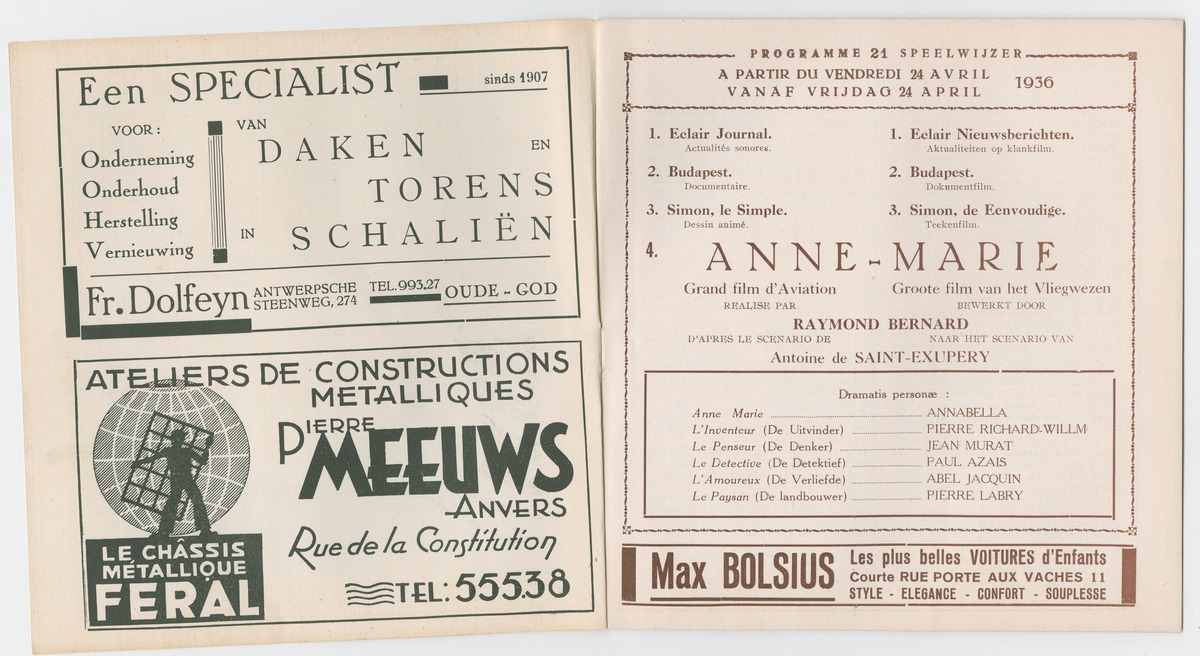 Een SPECIALIST sinds 1907
VOOR :
Onderneming
Onderhoud
Herstelling
Vernieuwing
VAN
DAKEN EN
TORENS
IN SCHALIËN
Fr. Dolfeyn ANTWERPSCHE STEENWEG, 274 TEL. 993.27 OUDE - GOD
ATELIERS DE CONSTRUCTIONS
METALLIQUES
PIERRE
MEEUWS
ANVERS
Rue de la Constitution
TEL: 555.38
LE CHÂSSIS
MÉTALLIQUE
FERAL
PROGRAMME 21 SPEELWIJZER
A PARTIR DU VENDREDI 24 AVRIL
VANAF VRIJDAG 24 APRIL
1936
1. Eclair Journal.
Actualités sonores.
2. Budapest.
Documentaire.
3. Simon, le Simple.
Dessin animé.
1. Eclair Nieuwsberichten.
Aktualiteiten op klankfilm.
2. Budapest.
Dokumentfilm.
3. Simon, de Eenvoudige.
Teekenfilm.
4. ANNE - MARIE
Grand film d'Aviation Groote film van het Vliegwezen
REALISE PAR BEWERKT DOOR
RAYMOND BERNARD
D'APRES LE SCENARIO DE NAAR HET SCENARIO VAN
Antoine de SAINT-EXUPERY
Dramatis personæ :
Anne Marie ........ ANNABELLA
L'Inventeur (De Uitvinder) ........ PIERRE RICHARD-WILLM
Le Penseur (De Denker) ........ JEAN MURAT
Le Detective (De Detektief) ........ PAUL AZAIS
L'Amoureux (De Verliefde) ........ ABEL JACQUIN
Le Paysan (De landbouwer) ........ PIERRE LABRY
Max BOLSIUS
Les plus belles VOITURES d'Enfants
Courte RUE PORTE AUX VACHES 11
STYLE - ELEGANCE - CONFORT - SOUPLESSE